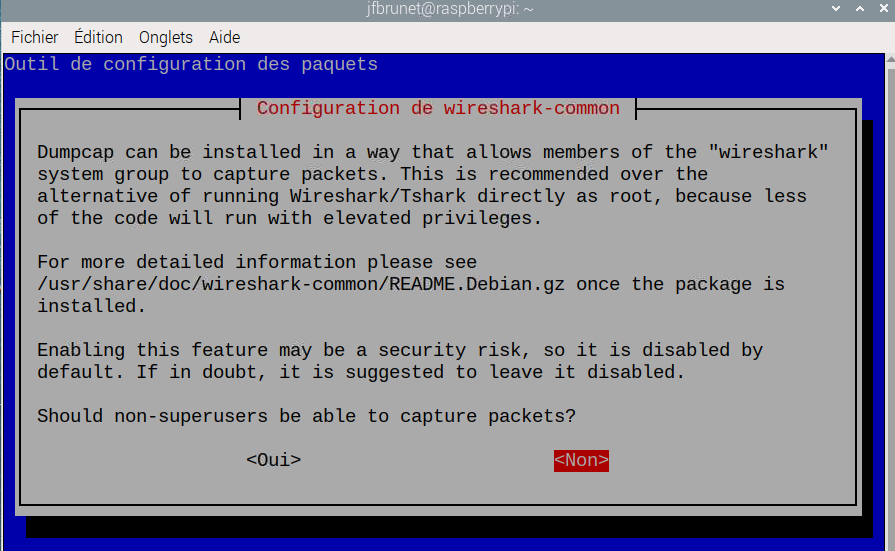 jfbrunet@raspberrypi: ~
Fichier Édition Onglets Aide
Outil de configuration des paquets
Configuration de wireshark-common
Dumpcap can be installed in a way that allows members of the "wireshark"
system group to capture packets. This is recommended over the
alternative of running Wireshark/Tshark directly as root, because less
of the code will run with elevated privileges.
For more detailed information please see
/usr/share/doc/wireshark-common/README.Debian.gz once the package is
installed.
Enabling this feature may be a security risk, so it is disabled by
default. If in doubt, it is suggested to leave it disabled.
Should non-superusers be able to capture packets?
<Oui> <Non>